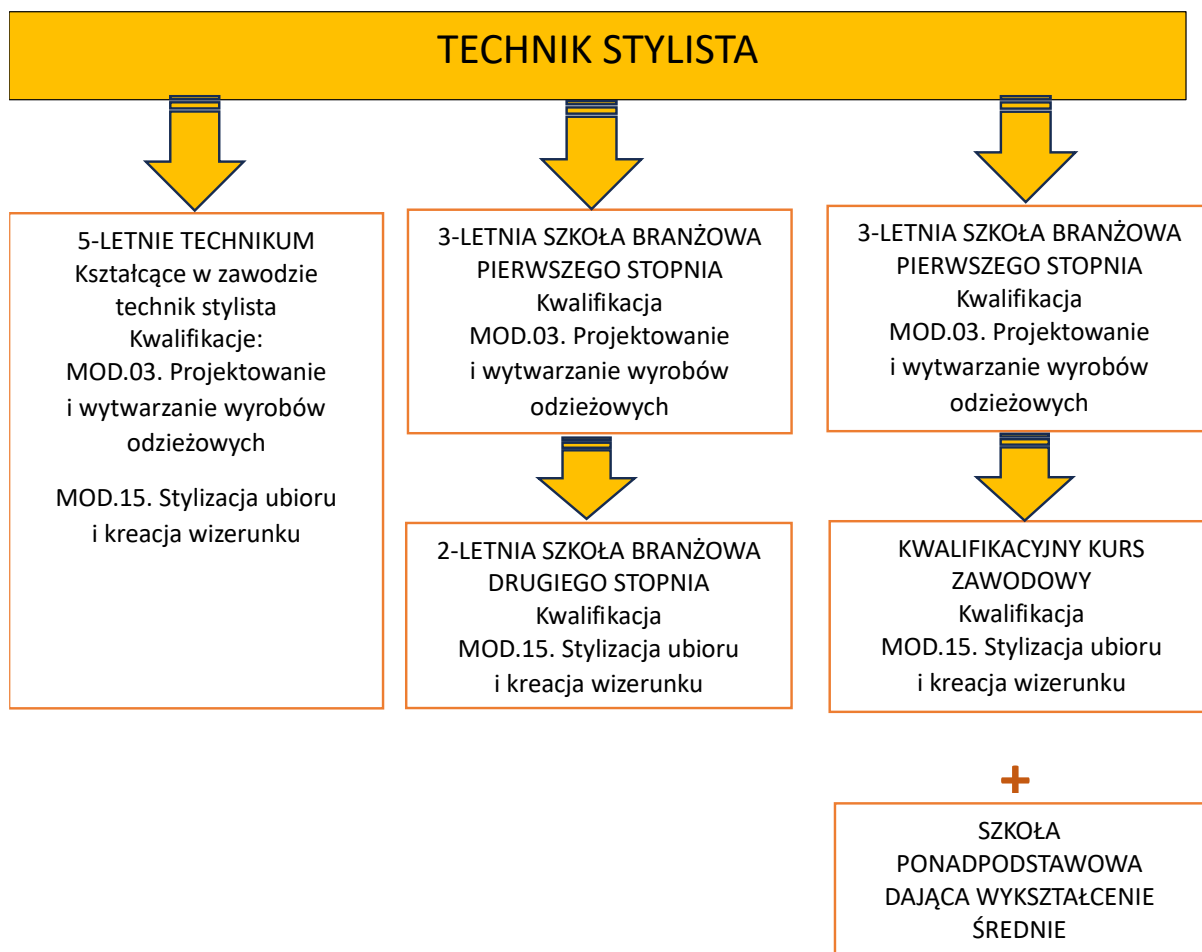 TECHNIK STYLISTA
5-LETNIE TECHNIKUM
Kształcące w zawodzie
technik stylista
Kwalifikacje:
MOD.03. Projektowanie
i wytwarzanie wyrobów
odzieżowych
MOD.15. Stylizacja ubioru
i kreacja wizerunku
3-LETNIA SZKOŁA BRANŻOWA
PIERWSZEGO STOPNIA
Kwalifikacja
MOD.03. Projektowanie
i wytwarzanie wyrobów
odzieżowych
2-LETNIA SZKOŁA BRANŻOWA
DRUGIEGO STOPNIA
Kwalifikacja
MOD.15. Stylizacja ubioru
i kreacja wizerunku
3-LETNIA SZKOŁA BRANŻOWA
PIERWSZEGO STOPNIA
Kwalifikacja
MOD.03. Projektowanie
i wytwarzanie wyrobów
odzieżowych
KWALIFIKACYJNY KURS
ZAWODOWY
Kwalifikacja
MOD.15. Stylizacja ubioru
i kreacja wizerunku
+
SZKOŁA
PONADPODSTAWOWA
DAJĄCA WYKSZTAŁCENIE
ŚREDNIE